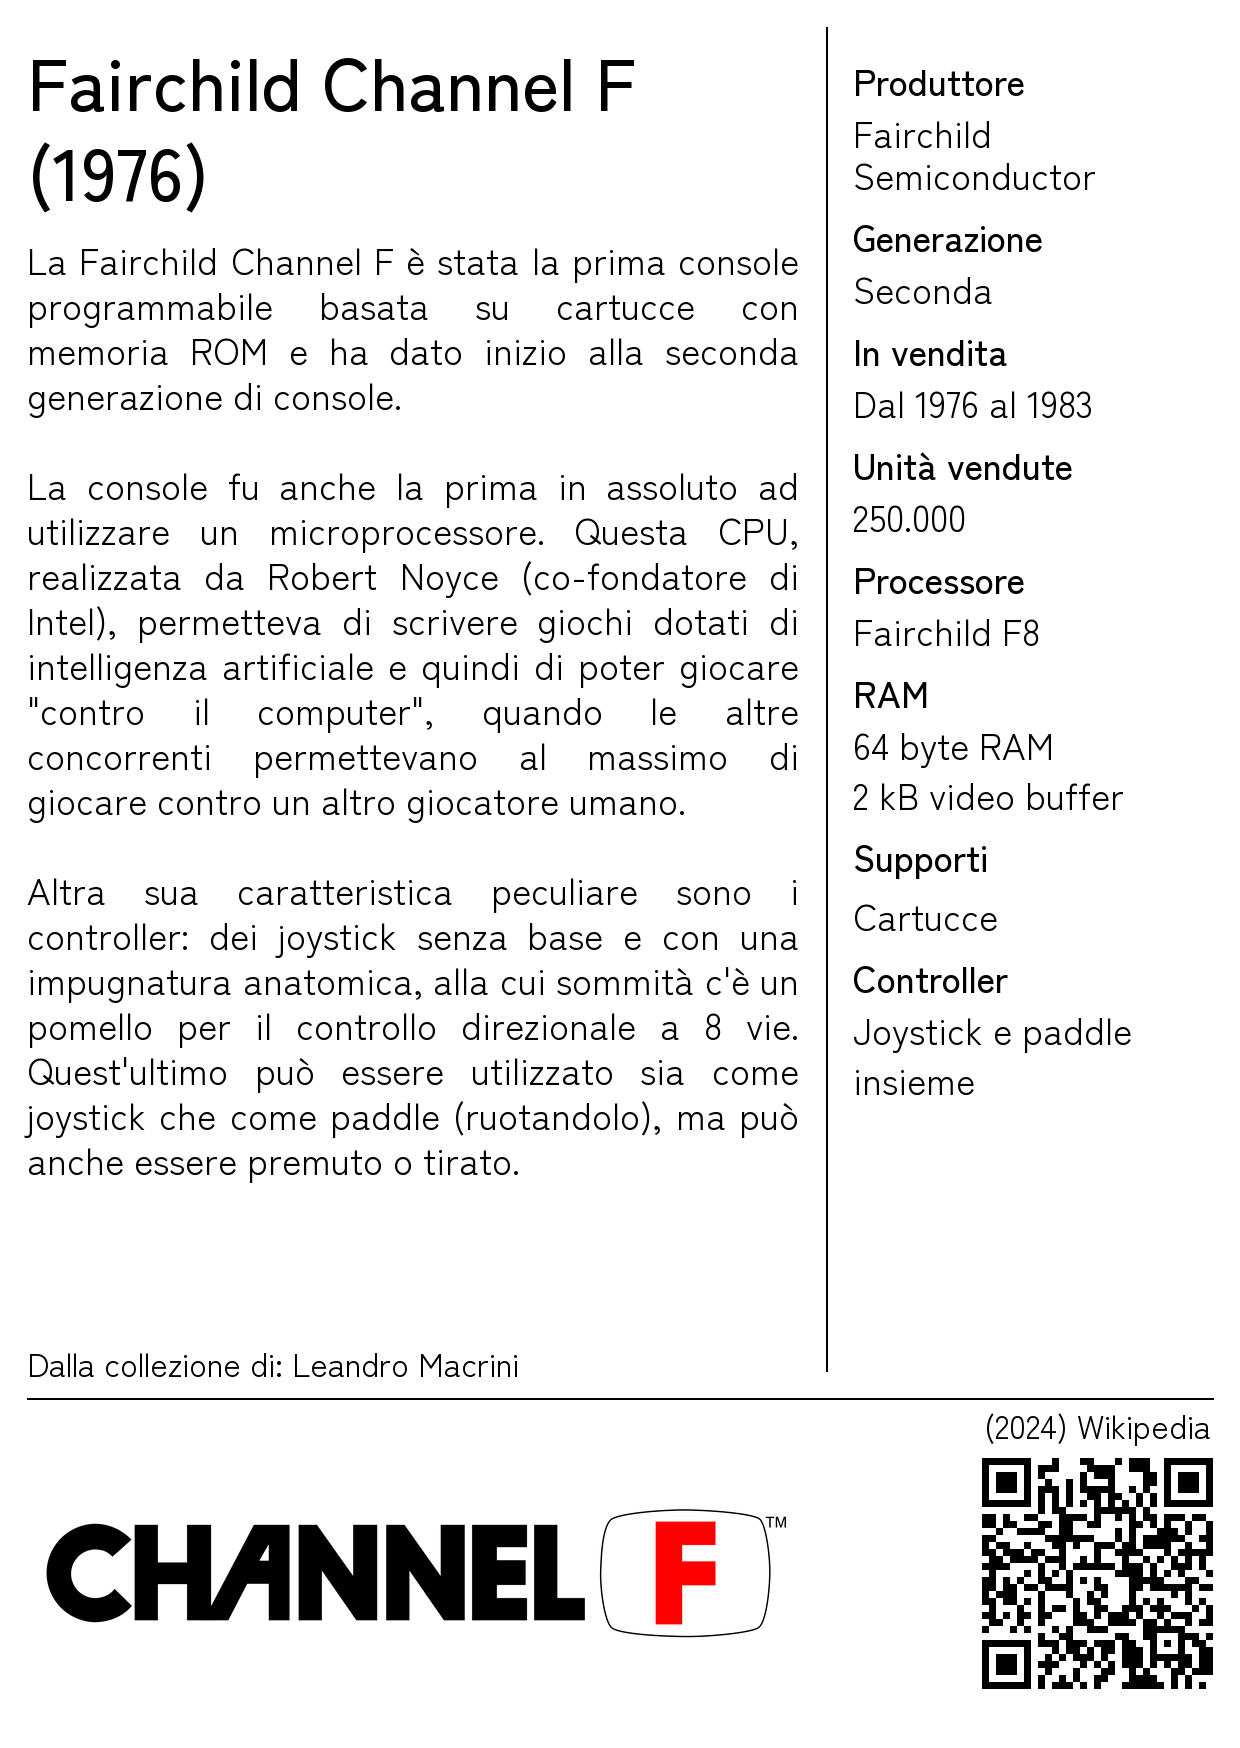 Fairchild Channel F
(1976)
La Fairchild Channel F è stata la prima console
programmabile basata su cartucce con
memoria ROM e ha dato inizio alla seconda
generazione di console.
La console fu anche la prima in assoluto ad
utilizzare un microprocessore. Questa CPU,
realizzata da Robert Noyce (co-fondatore di
Intel), permetteva di scrivere giochi dotati di
intelligenza artificiale e quindi di poter giocare
"contro il computer", quando le altre
concorrenti permettevano al massimo di
giocare contro un altro giocatore umano.
Altra sua caratteristica peculiare sono i
controller: dei joystick senza base e con una
impugnatura anatomica, alla cui sommità c'è un
pomello per il controllo direzionale a 8 vie.
Quest'ultimo può essere utilizzato sia come
joystick che come paddle (ruotandolo), ma può
anche essere premuto o tirato.
Dalla collezione di: Leandro Macrini
Produttore
Fairchild
Semiconductor
Generazione
Seconda
In vendita
Dal 1976 al 1983
Unità vendute
250.000
Processore
Fairchild F8
RAM
64 byte RAM
2 kB video buffer
Supporti
Cartucce
Controller
Joystick e paddle
insieme
(2024) Wikipedia
CHANNEL F™